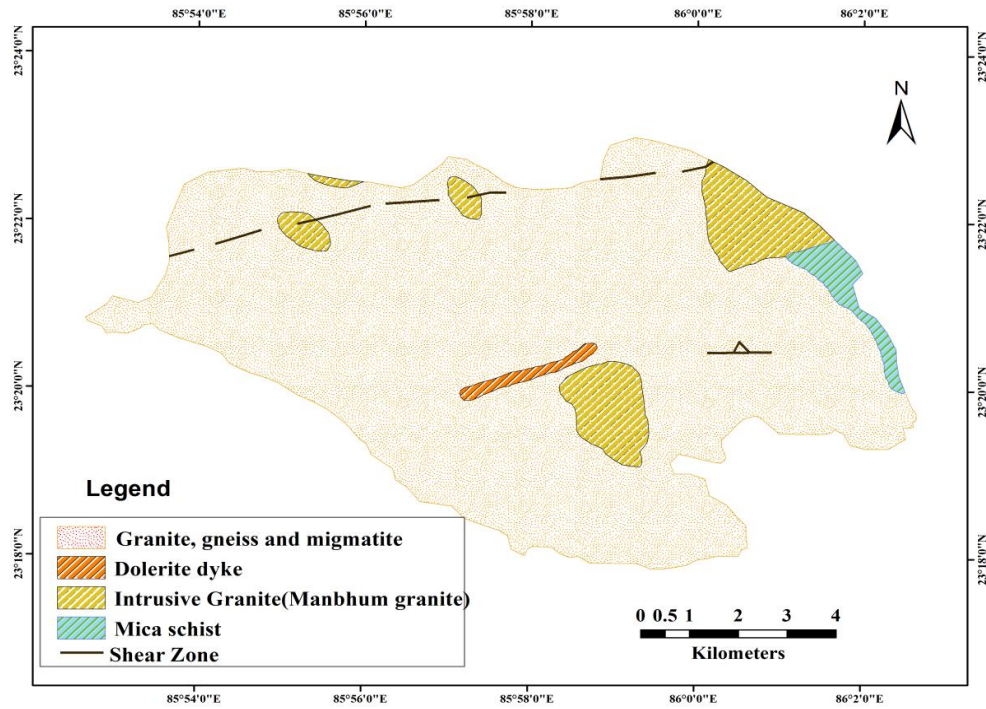 85°54'0"E 85°56'0"E 85°58'0"E 86°0'0"E 86°2'0"E
23°24'0"N 23°24'0"N
N
23°22'0"N 23°22'0"N
23°20'0"N 23°20'0"N
Legend
Granite, gneiss and migmatite
23°18'0"N 23°18'0"N
Dolerite dyke
Intrusive Granite(Manbhum granite)
Mica schist
Shear Zone
0 0.5 1 2 3 4
Kilometers
85°54'0"E 85°56'0"E 85°58'0"E 86°0'0"E 86°2'0"E